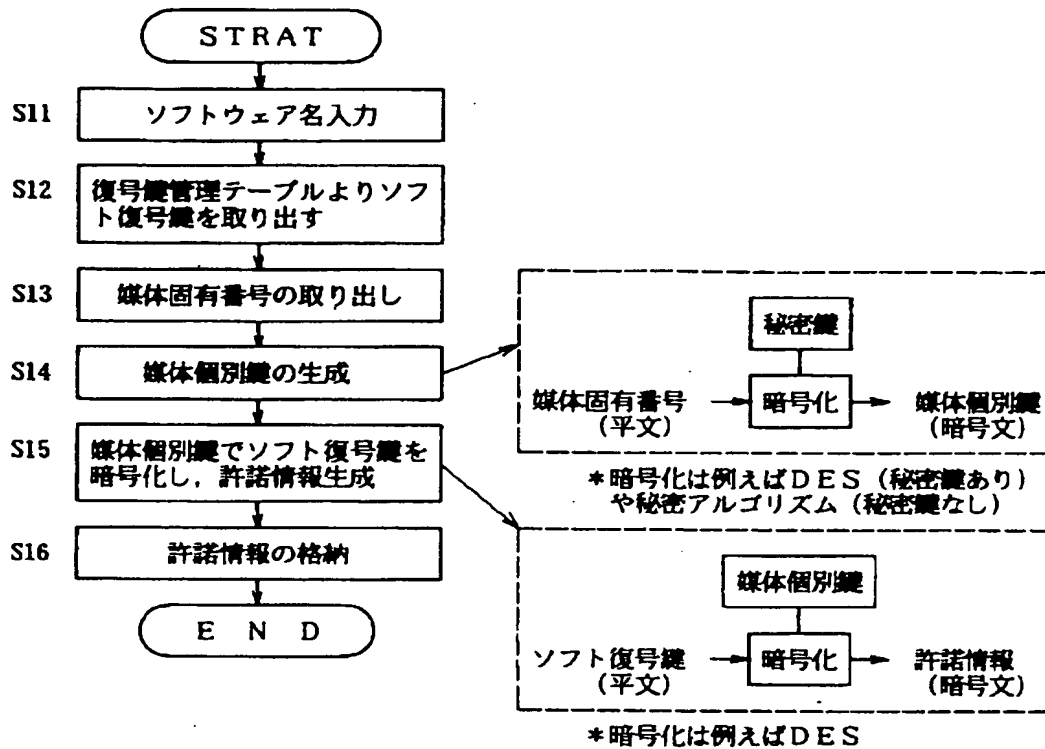 STRAT
S11
ソフトウェア名入力
S12
復号鍵管理テーブルよりソフ
ト復号鍵を取り出す
S13
媒体固有番号の取り出し
S14
媒体個別鍵の生成
S15
媒体個別鍵でソフト復号鍵を
暗号化し，許諾情報生成
S16
許諾情報の格納
END
秘密鍵
媒体固有番号
(平文)
暗号化
媒体個別鍵
(暗号文)
*暗号化は例えばDES (秘密鍵あり)
や秘密アルゴリズム (秘密鍵なし)
媒体個別鍵
ソフト復号鍵
(平文)
暗号化
許諾情報
(暗号文)
*暗号化は例えばDES